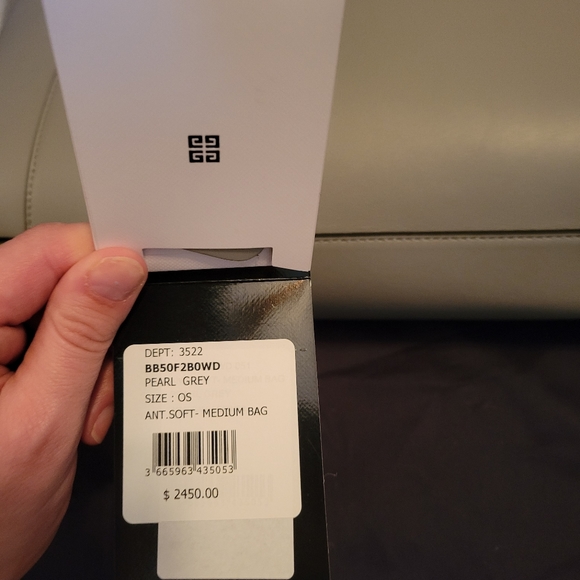 DEPT: 3522
BB50F2B0WD
PEARL GREY
SIZE : OS
ANT.SOFT- MEDIUM BAG
3 665963 435053
$ 2450.00